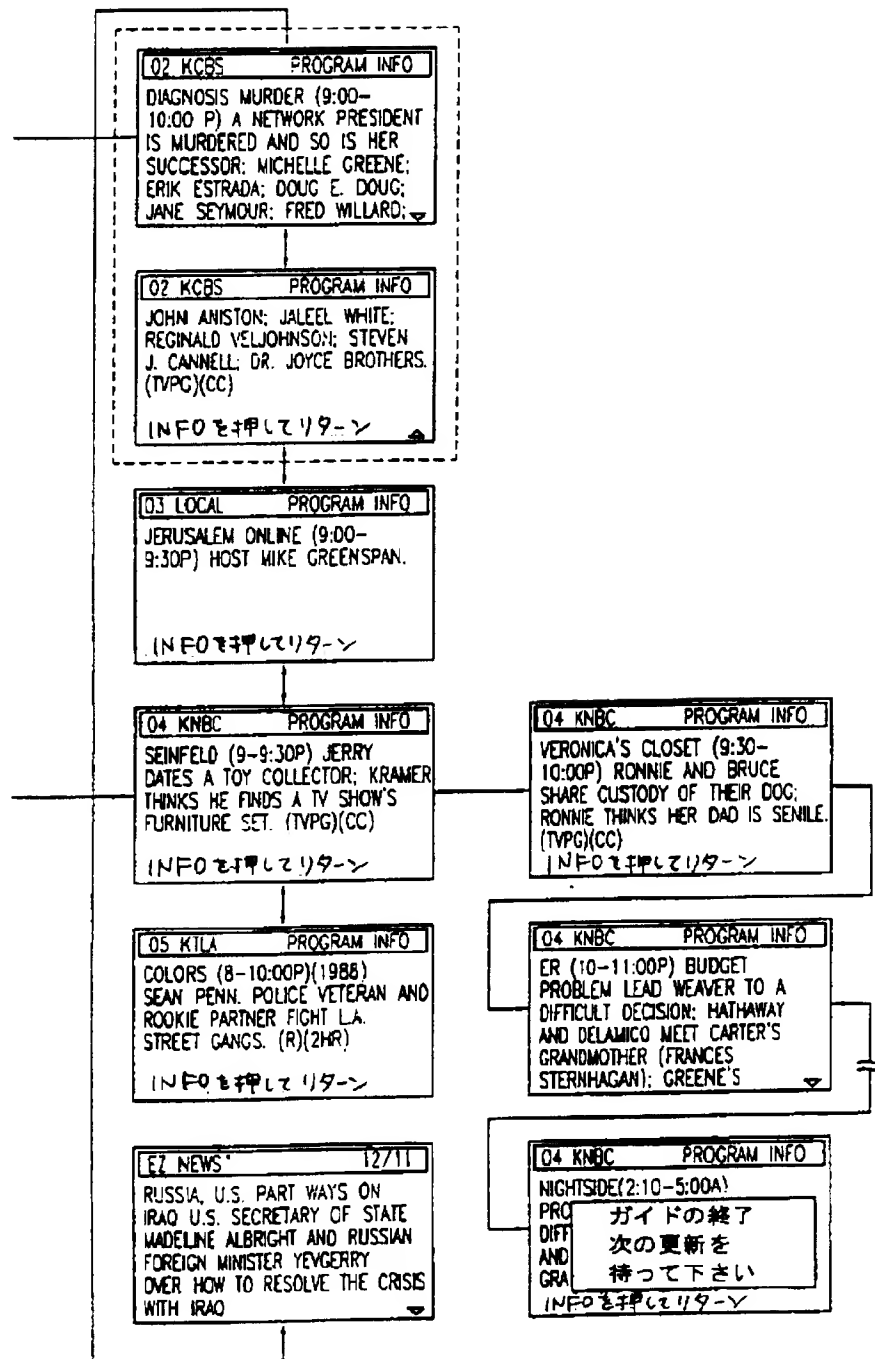 02 KCBS PROGRAM INFO
DIAGNOSIS MURDER (9:00-
10:00 P) A NETWORK PRESIDENT
IS MURDERED AND SO IS HER
SUCCESSOR: MICHELLE GREENE;
ERIK ESTRADA; DOUG E. DOUG;
JANE SEYMOUR; FRED WILLARD;
02 KCBS PROGRAM INFO
JOHN ANISTON; JALEEL WHITE;
REGINALD VELJOHNSON; STEVEN
J. CANNELL; DR. JOYCE BROTHERS.
(TVPG)(CC)
INFOを押してリターン
03 LOCAL PROGRAM INFO
JERUSALEM ONLINE (9:00-
9:30P) HOST MIKE GREENSPAN.
INFOを押してリターン
04 KNBC PROGRAM INFO
SEINFELD (9-9:30P) JERRY
DATES A TOY COLLECTOR; KRAMER
THINKS HE FINDS A TV SHOW'S
FURNITURE SET. (TVPG)(CC)
INFOを押してリターン
04 KNBC PROGRAM INFO
VERONICA'S CLOSET (9:30-
10:00P) RONNIE AND BRUCE
SHARE CUSTODY OF THEIR DOG;
RONNIE THINKS HER DAD IS SENILE.
(TVPG)(CC)
INFOを押してリターン
05 KTLA PROGRAM INFO
COLORS (8-10:00P)(1988)
SEAN PENN. POLICE VETERAN AND
ROOKIE PARTNER FIGHT L.A.
STREET GANGS. (R)(2HR)
INFOを押してリターン
04 KNBC PROGRAM INFO
ER (10-11:00P) BUDGET
PROBLEM LEAD WEAVER TO A
DIFFICULT DECISION; HATHAWAY
AND DELAMICO MEET CARTER'S
GRANDMOTHER (FRANCES
STERNHAGAN); GREENE'S
EZ NEWS 12/11
RUSSIA, U.S. PART WAYS ON
IRAQ U.S. SECRETARY OF STATE
MADELINE ALBRIGHT AND RUSSIAN
FOREIGN MINISTER YEVGERRY
OVER HOW TO RESOLVE THE CRISIS
WITH IRAQ
04 KNBC PROGRAM INFO
NIGHTSIDE(2:10-5:00A)
PRO
DIFF
AND
GRA
ガイドの終了
次の更新を
待って下さい
INFOを押してリターン